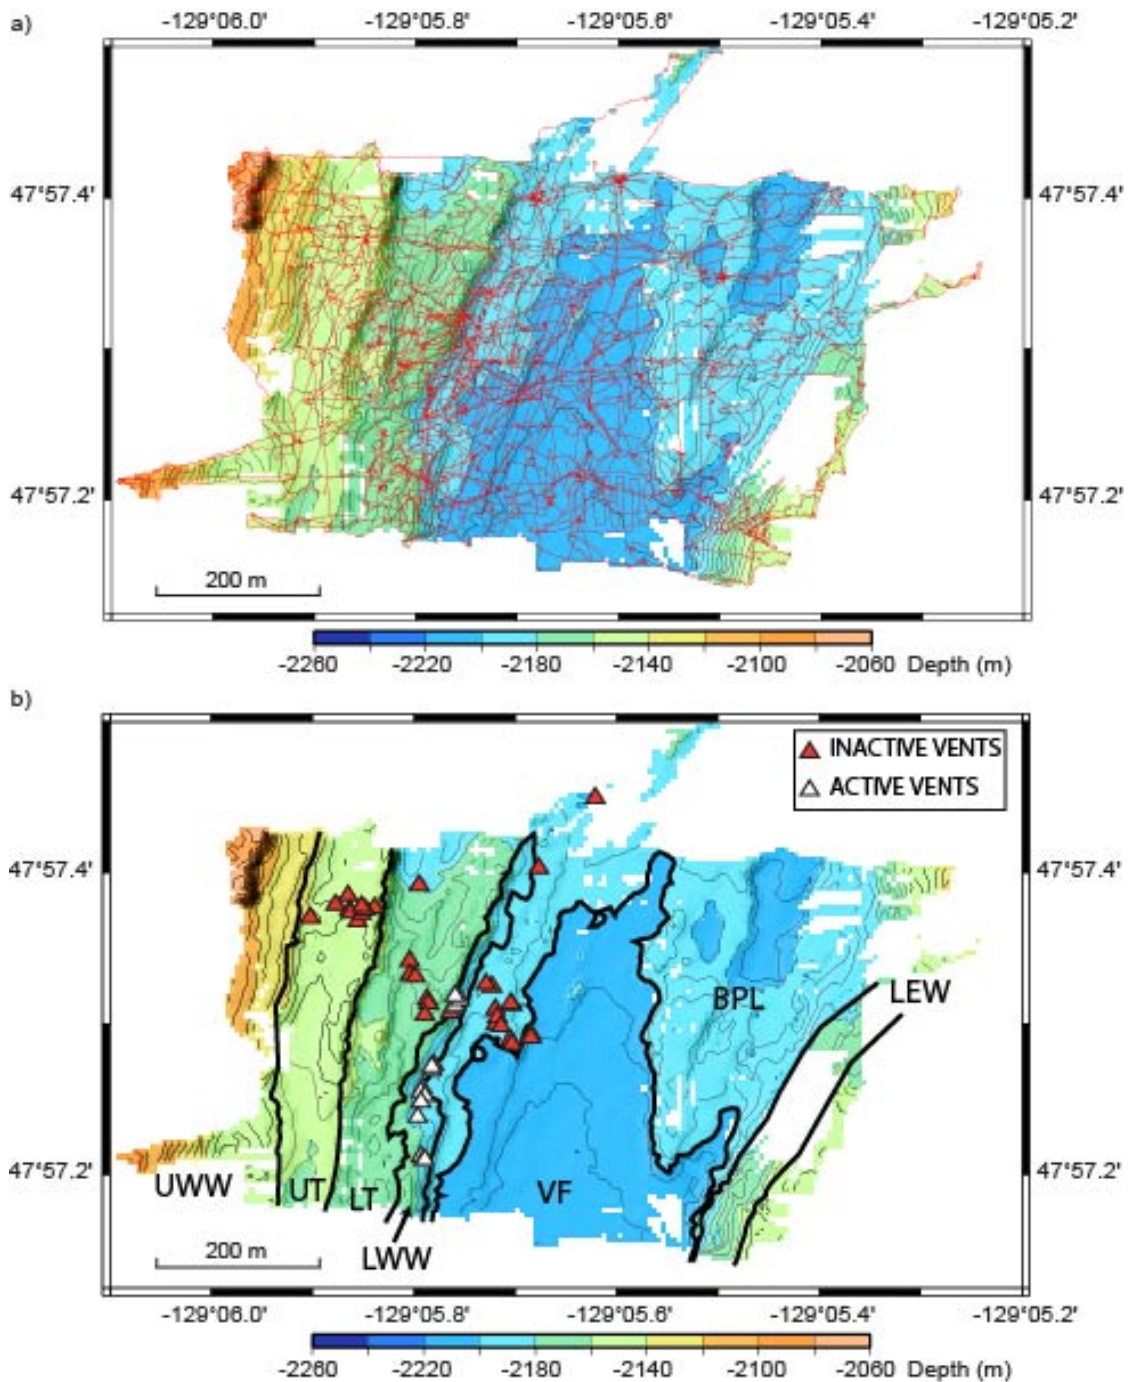 a)
-129°06.0' -129°05.8' -129°05.6' -129°05.4' -129°05.2'
47°57.4' 47°57.4'
47°57.2' 47°57.2'
200 m
-2260 -2220 -2180 -2140 -2100 -2060 Depth (m)
b)
INACTIVE VENTS
ACTIVE VENTS
47°57.4' 47°57.4'
BPL LEW
47°57.2' 47°57.2'
UWW UT LT VF
LWW
200 m
-129°06.0' -129°05.8' -129°05.6' -129°05.4' -129°05.2'
-2260 -2220 -2180 -2140 -2100 -2060 Depth (m)